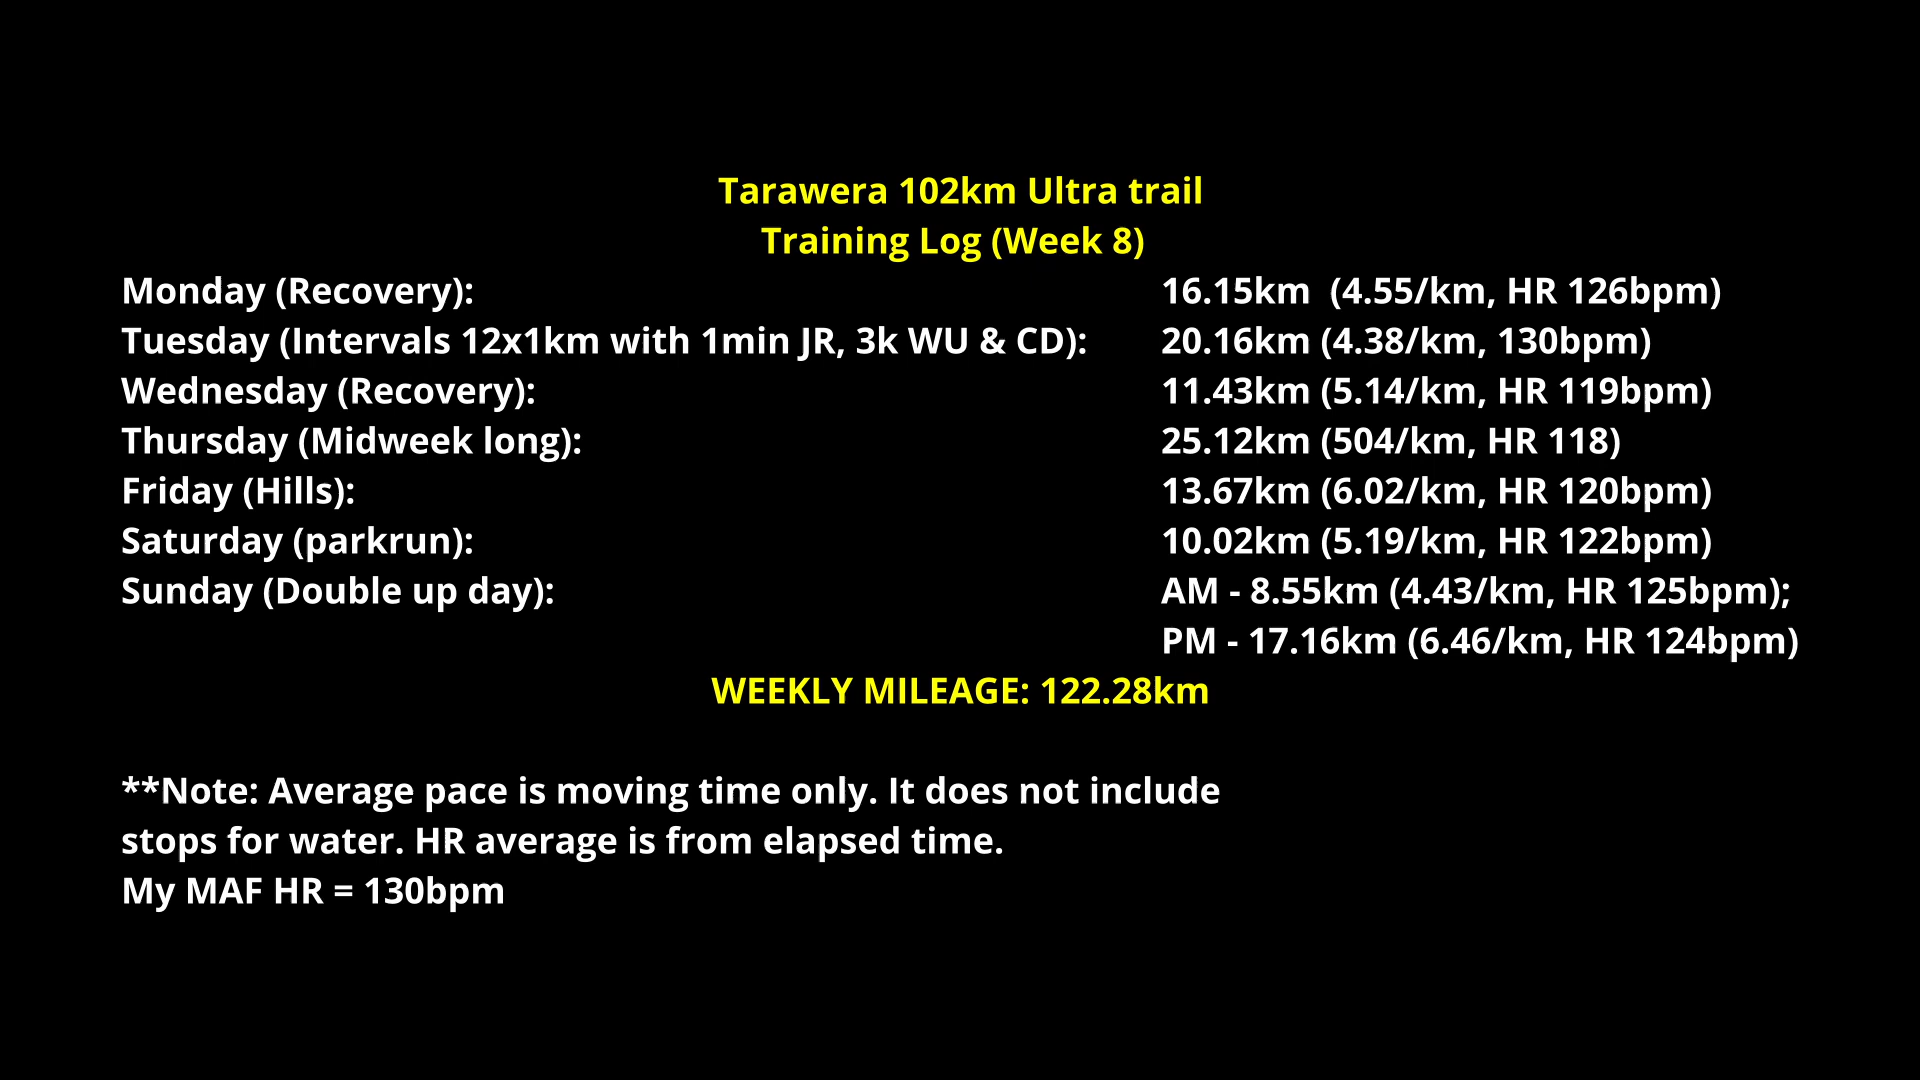 Tarawera 102km Ultra trail
Training Log (Week 8)
Monday (Recovery): 16.15km  (4.55/km, HR 126bpm)
Tuesday (Intervals 12x1km with 1min JR, 3k WU & CD): 20.16km (4.38/km, 130bpm)
Wednesday (Recovery): 11.43km (5.14/km, HR 119bpm)
Thursday (Midweek long): 25.12km (504/km, HR 118)
Friday (Hills): 13.67km (6.02/km, HR 120bpm)
Saturday (parkrun): 10.02km (5.19/km, HR 122bpm)
Sunday (Double up day): AM - 8.55km (4.43/km, HR 125bpm);
PM - 17.16km (6.46/km, HR 124bpm)
WEEKLY MILEAGE: 122.28km
**Note: Average pace is moving time only. It does not include
stops for water. HR average is from elapsed time.
My MAF HR = 130bpm